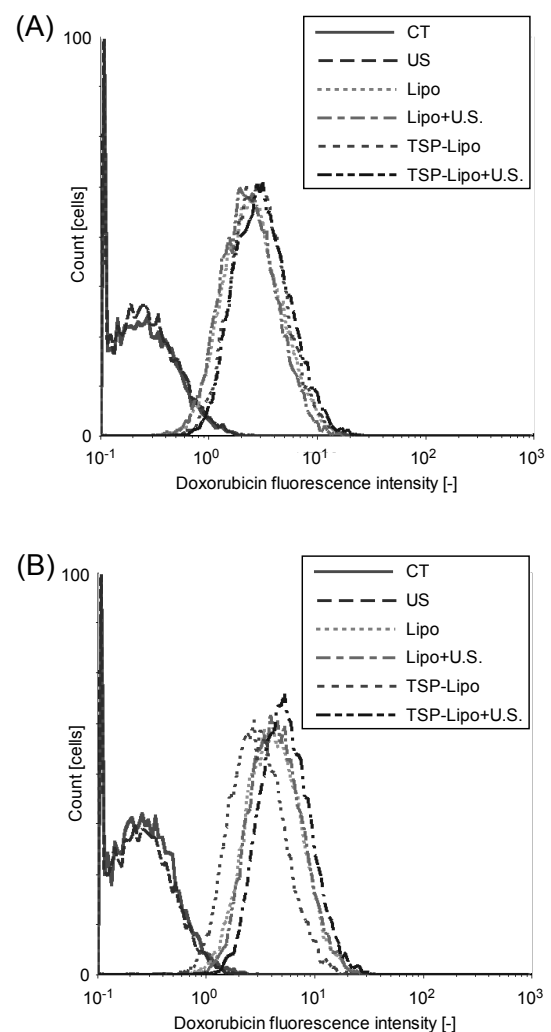 (A)
100
CT
US
Lipo
Lipo+U.S.
TSP-Lipo
TSP-Lipo+U.S.
Count [cells]
0
10-1 100 101 102 103
Doxorubicin fluorescence intensity [-]
(B)
100
CT
US
Lipo
Lipo+U.S.
TSP-Lipo
TSP-Lipo+U.S.
Count [cells]
0
10-1 100 101 102 103
Doxorubicin fluorescence intensity [-]